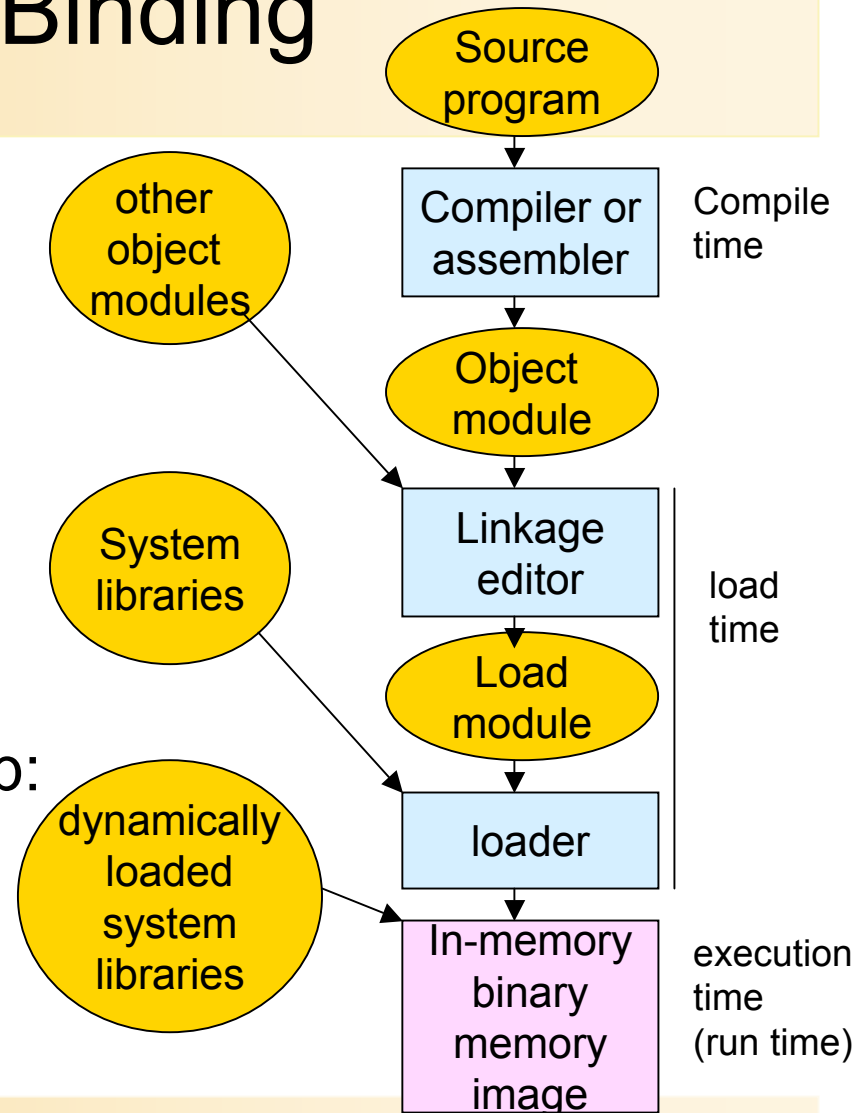 Binding
Source
program
other
object
modules
Compiler or
assembler
Compile
time
Object
module
System
libraries
Linkage
editor
load
time
Load
module
dynamically
loaded
system
libraries
loader
In-memory
binary
memory
image
execution
time
(run time)